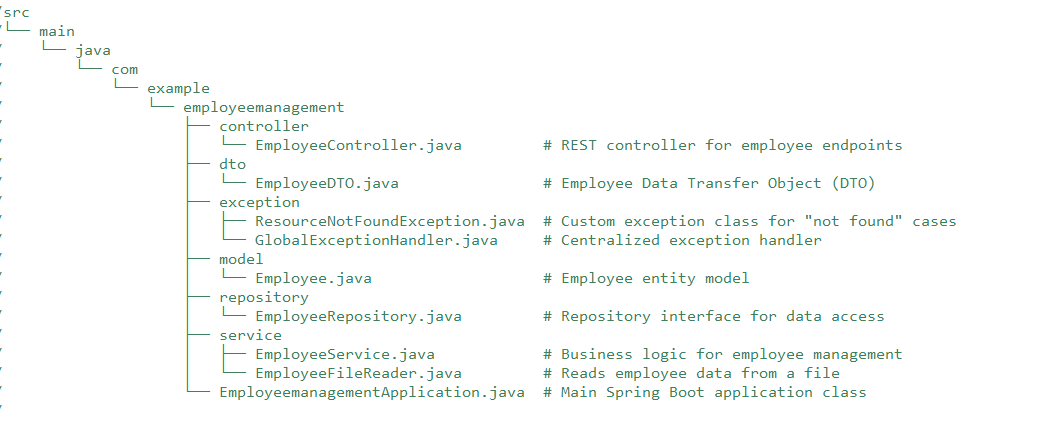 src
└── main
    └── java
        └── com
            └── example
                └── employeemanagement
                    ├── controller
                    │   └── EmployeeController.java         # REST controller for employee endpoints
                    ├── dto
                    │   └── EmployeeDTO.java                # Employee Data Transfer Object (DTO)
                    ├── exception
                    │   ├── ResourceNotFoundException.java  # Custom exception class for "not found" cases
                    │   └── GlobalExceptionHandler.java     # Centralized exception handler
                    ├── model
                    │   └── Employee.java                   # Employee entity model
                    ├── repository
                    │   └── EmployeeRepository.java         # Repository interface for data access
                    ├── service
                    │   ├── EmployeeService.java            # Business logic for employee management
                    │   ├── EmployeeFileReader.java         # Reads employee data from a file
                    └── EmployeemanagementApplication.java  # Main Spring Boot application class